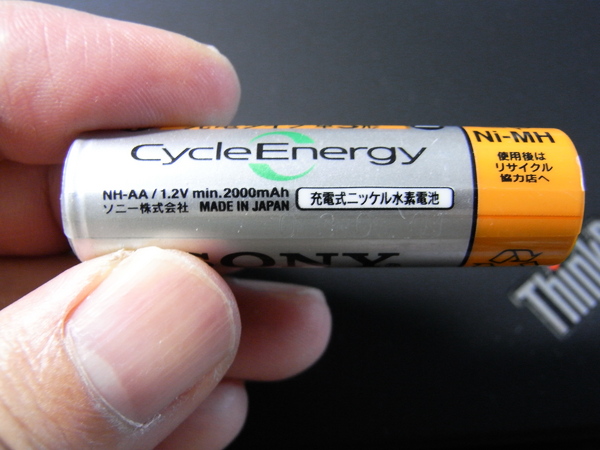 CycleEnergy
NH-AA / 1.2V min.2000mAh
ソニー株式会社 MADE IN JAPAN
充電式ニッケル水素電池
SONY
Ni-MH
使用後は
リサイクル
協力店へ